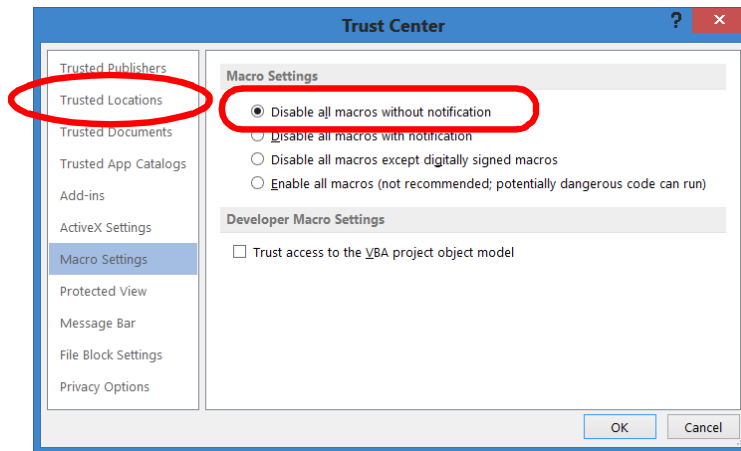 Trust Center
?
Trusted Publishers
Trusted Locations
Trusted Documents
Trusted App Catalogs
Add-ins
ActiveX Settings
Macro Settings
Protected View
Message Bar
File Block Settings
Privacy Options
Macro Settings
Disable all macros without notification
Disable all macros with notification
Disable all macros except digitally signed macros
Enable all macros (not recommended; potentially dangerous code can run)
Developer Macro Settings
Trust access to the VBA project object model
OK
Cancel